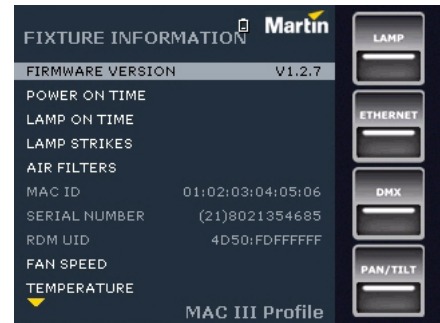 Martin
FIXTURE INFORMATION
FIRMWARE VERSION V1.2.7
POWER ON TIME
LAMP ON TIME
LAMP STRIKES
AIR FILTERS
MAC ID 01:02:03:04:05:06
SERIAL NUMBER (21)8021354685
RDM UID 4D50:FDFFFFFF
FAN SPEED
TEMPERATURE
MAC III Profile
LAMP
ETHERNET
DMX
PAN/TILT